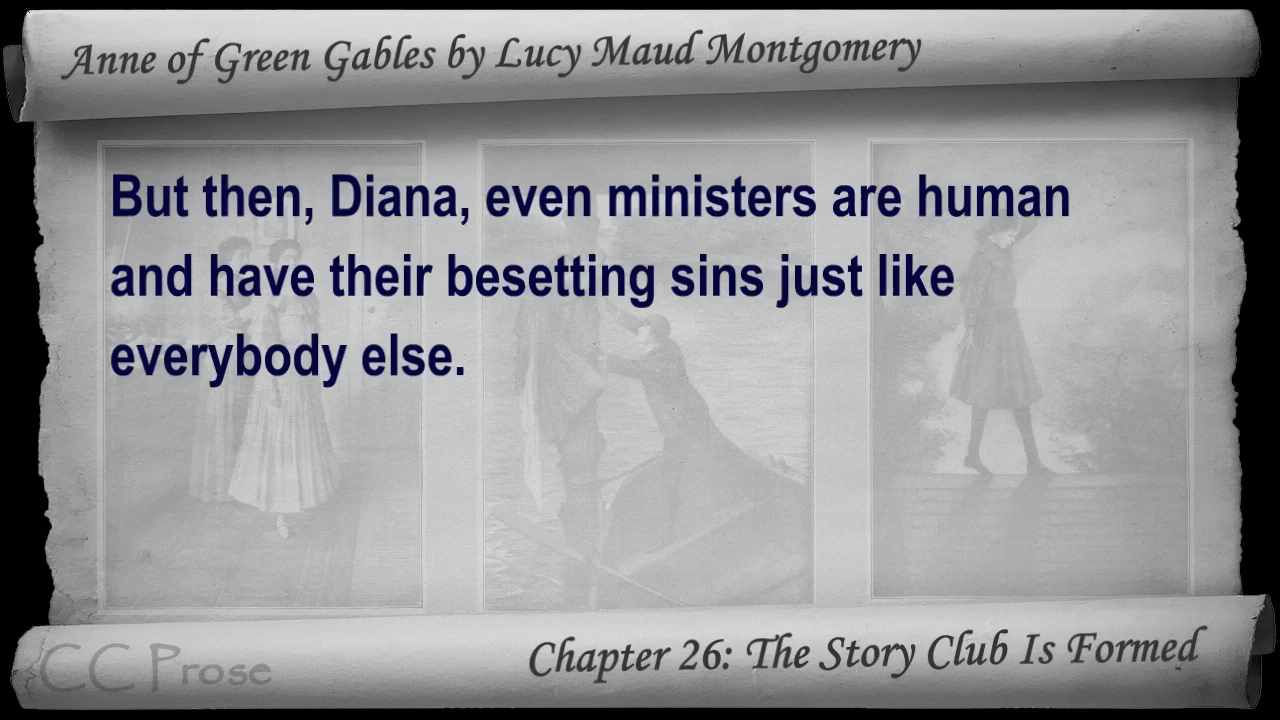 Anne of Green Gables by Lucy Maud Montgomery
But then, Diana, even ministers are human
and have their besetting sins just like
everybody else.
CC Prose
Chapter 26: The Story Club Is Formed